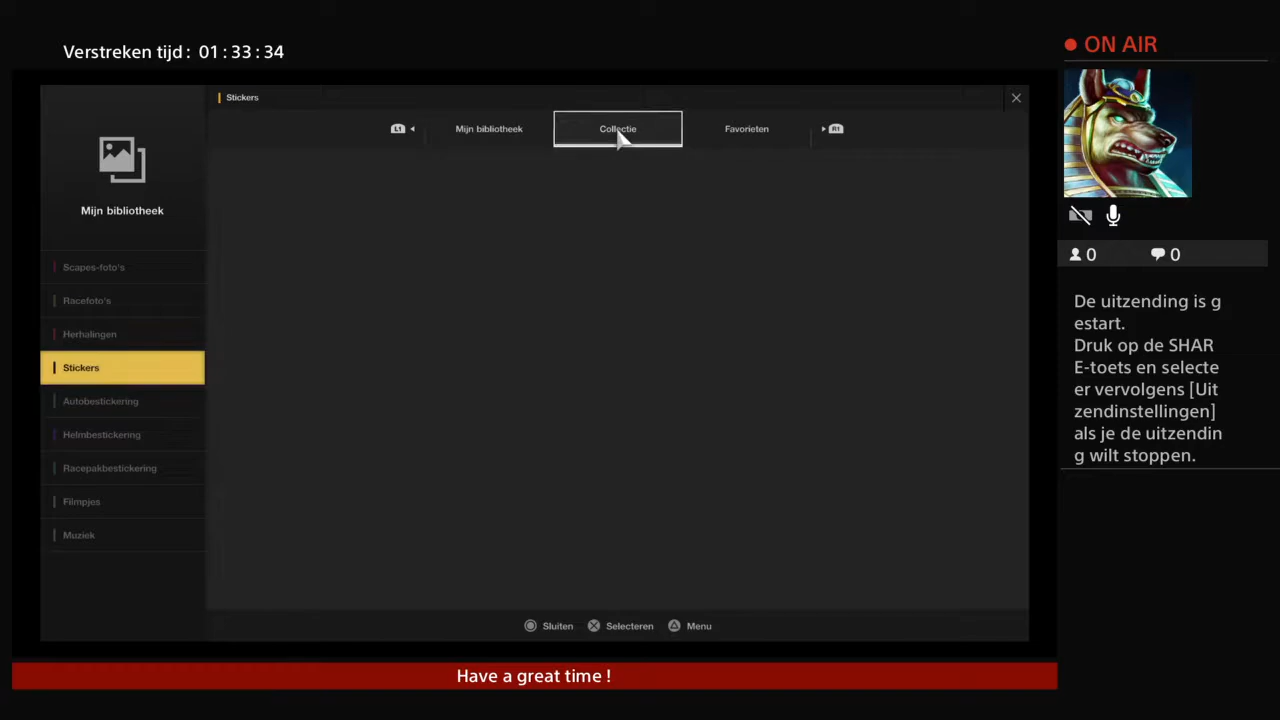 Verstreken tijd : 01 : 33 : 34
ON AIR
Stickers
L1 Mijn bibliotheek Collectie Favorieten R1
Mijn bibliotheek
Scapes-foto's
Racefoto's
Herhalingen
Stickers
Autobestickering
Helmbestickering
Racepakbestickering
Filmpjes
Muziek
Sluiten Selecteren Menu
0 0
De uitzending is g
estart.
Druk op de SHAR
E-toets en selecte
er vervolgens [Uit
zendinstellingen]
als je de uitzendin
g wilt stoppen.
Have a great time !